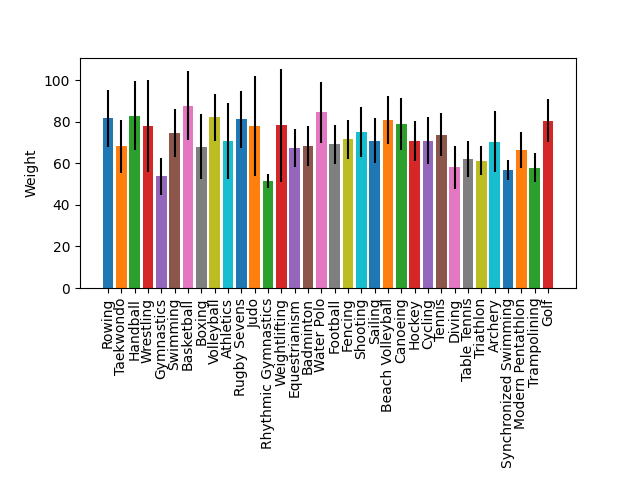 Weight
100
80
60
40
20
0
Rowing
Taekwondo
Handball
Wrestling
Gymnastics
Swimming
Basketball
Boxing
Volleyball
Athletics
Rugby Sevens
Judo
Rhythmic Gymnastics
Weightlifting
Equestrianism
Badminton
Water Polo
Football
Fencing
Shooting
Sailing
Beach Volleyball
Canoeing
Hockey
Cycling
Tennis
Diving
Table Tennis
Triathlon
Archery
Synchronized Swimming
Modern Pentathlon
Trampolining
Golf